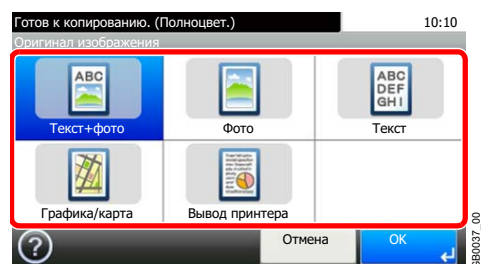 Готов к копированию. (Полноцвет.) 10:10
Оригинал изображения
ABC
ABC
DEF
GHI
Текст+фото Фото Текст
Графика/карта Вывод принтера
? Отмена OK
GB0037_00